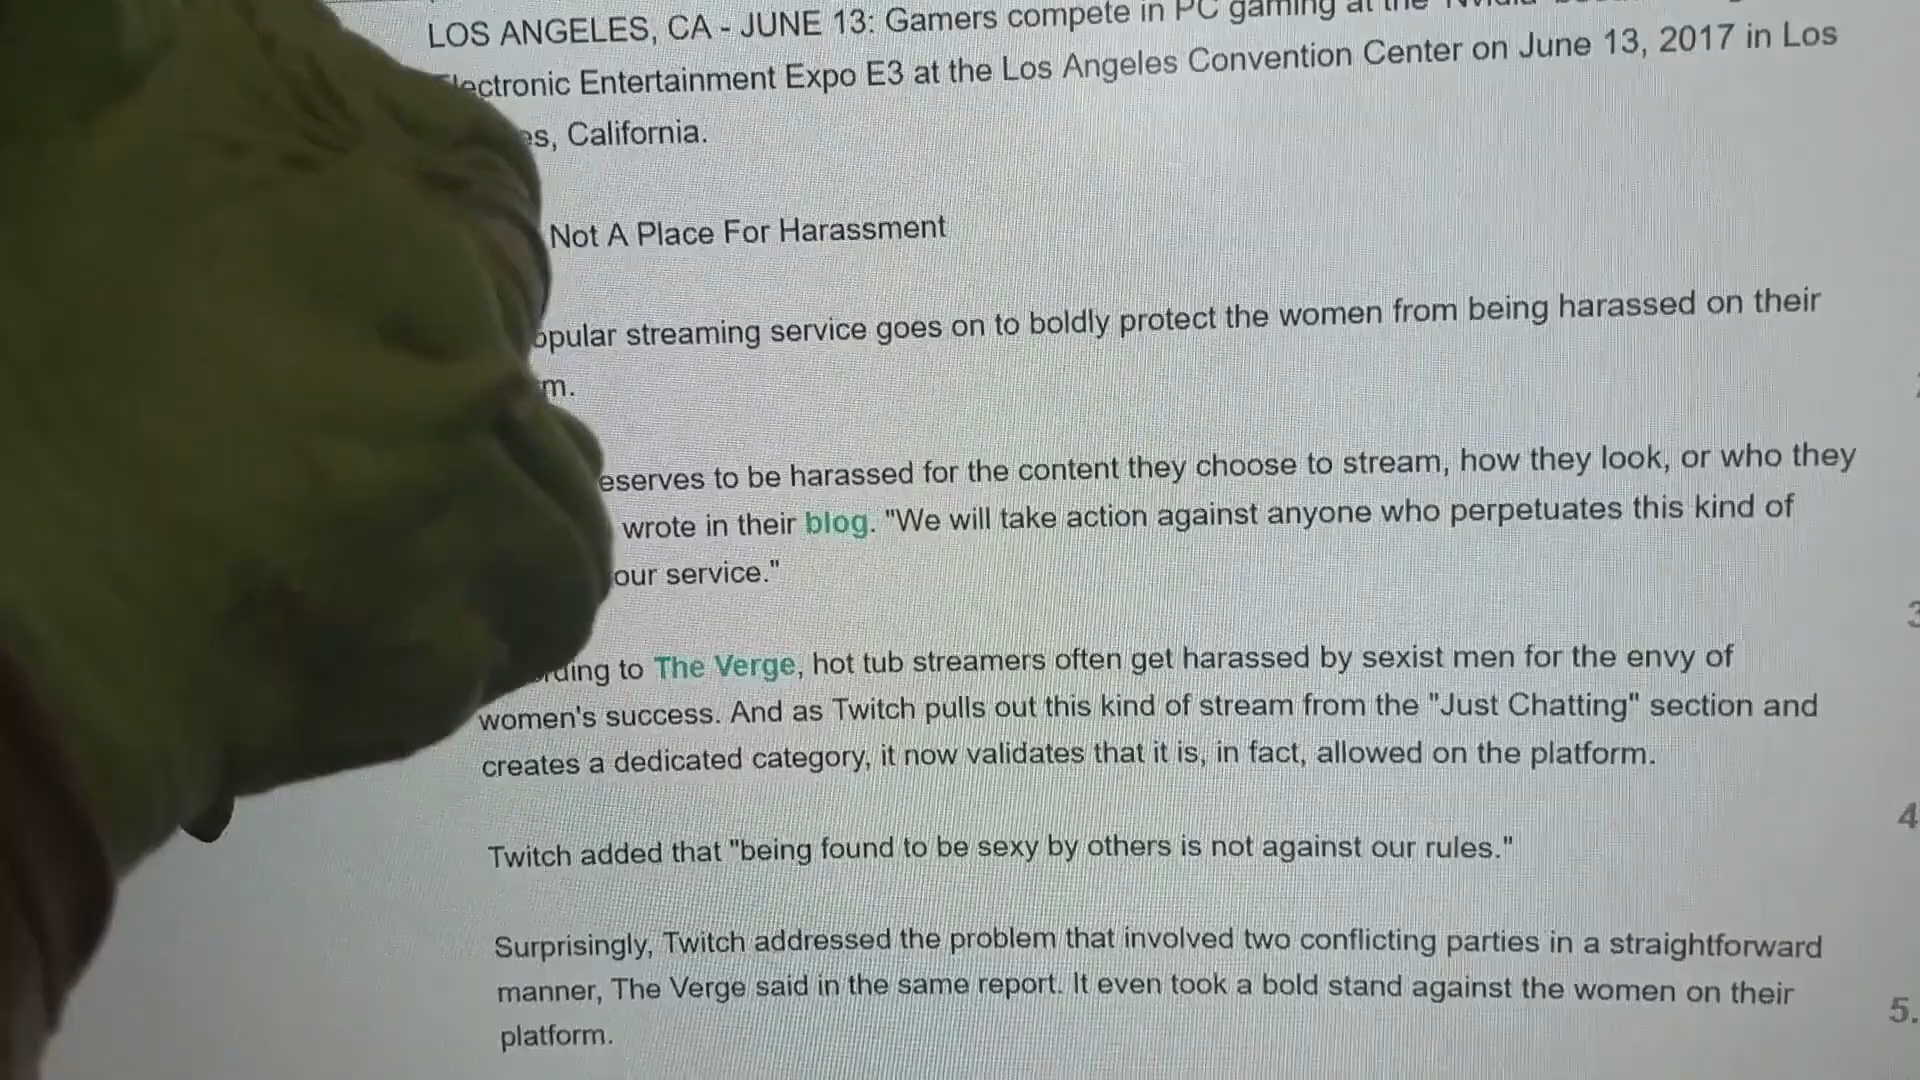 LOS ANGELES, CA - JUNE 13: Gamers compete in PC gaming at the
Electronic Entertainment Expo E3 at the Los Angeles Convention Center on June 13, 2017 in Los
es, California.
Not A Place For Harassment
opular streaming service goes on to boldly protect the women from being harassed on their
m.
eserves to be harassed for the content they choose to stream, how they look, or who they
wrote in their blog. "We will take action against anyone who perpetuates this kind of
our service."
rding to The Verge, hot tub streamers often get harassed by sexist men for the envy of
women's success. And as Twitch pulls out this kind of stream from the "Just Chatting" section and
creates a dedicated category, it now validates that it is, in fact, allowed on the platform.
Twitch added that "being found to be sexy by others is not against our rules."
Surprisingly, Twitch addressed the problem that involved two conflicting parties in a straightforward
manner, The Verge said in the same report. It even took a bold stand against the women on their
platform.
3
4
5.